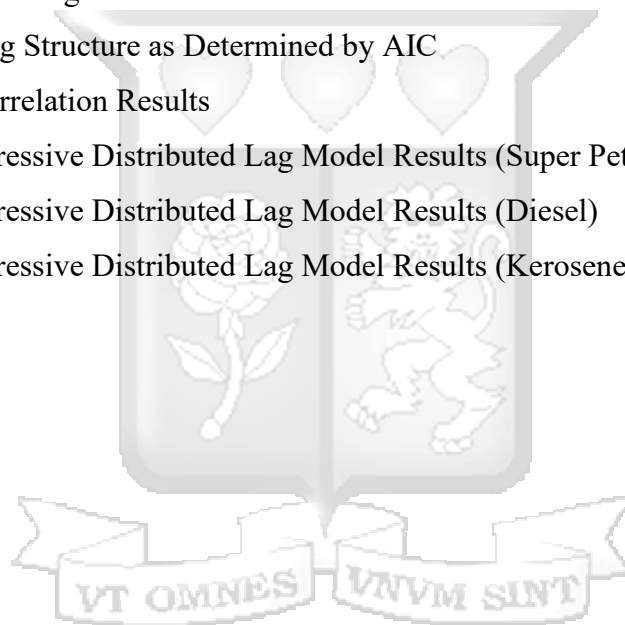 g Structure as Determined by AIC
rrelation Results
ressive Distributed Lag Model Results (Super Pet
ressive Distributed Lag Model Results (Diesel)
ressive Distributed Lag Model Results (Kerosene
VT OMNES VNVM SINT